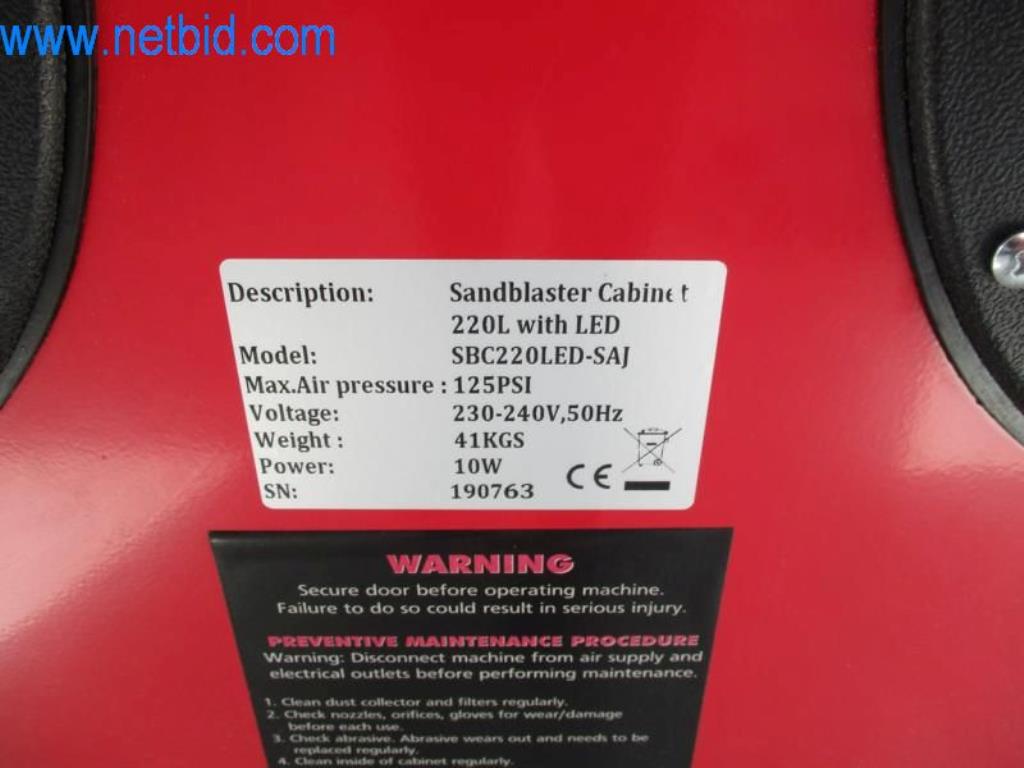 www.netbid.com
Description: Sandblaster Cabinet
220L with LED
Model: SBC220LED-SAJ
Max.Air pressure : 125PSI
Voltage: 230-240V,50Hz
Weight : 41KGS
Power: 10W
SN: 190763
CE
WARNING
Secure door before operating machine.
Failure to do so could result in serious injury.
PREVENTIVE MAINTENANCE PROCEDURE
Warning: Disconnect machine from air supply and
electrical outlets before performing maintenance.
1. Clean dust collector and filters regularly.
2. Check nozzles, orifices, gloves for wear/damage
before each use.
3. Check abrasive. Abrasive wears out and needs to be
replaced regularly.
4. Clean inside of cabinet regularly.